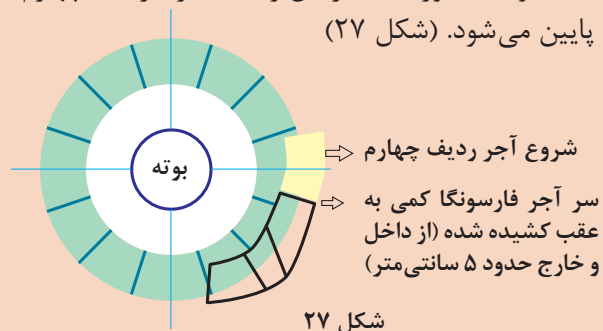 پایین می‌شود. (شکل ۲۷)
بوته
شروع آجر ردیف چهارم
سر آجر فارسونگا کمی به
عقب کشیده شده (از داخل
و خارج حدود ۵ سانتی‌متر)
شکل ۲۷